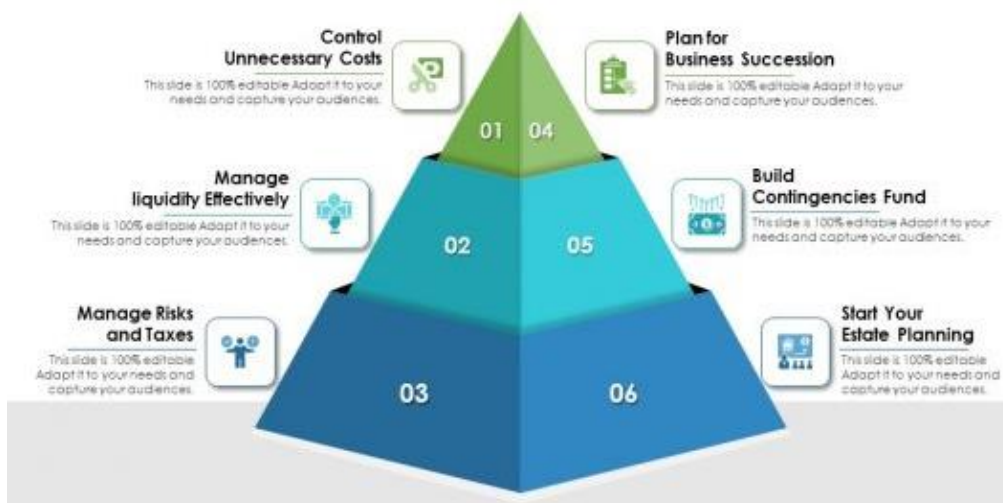 Control
Unnecessary Costs
This slide is 100% editable Adapt it to your
needs and capture your audiences.
Plan for
Business Succession
This slide is 100% editable Adapt it to your
needs and capture your audiences.
01
04
Manage
liquidity Effectively
This slide is 100% editable Adapt it to your
needs and capture your audiences.
Build
Contingencies Fund
This slide is 100% editable Adapt it to your
needs and capture your audiences.
02
05
Manage Risks
and Taxes
This slide is 100% editable
Adapt it to your needs and
capture your audiences.
Start Your
Estate Planning
This slide is 100% editable
Adapt it to your needs and
capture your audiences.
03
06